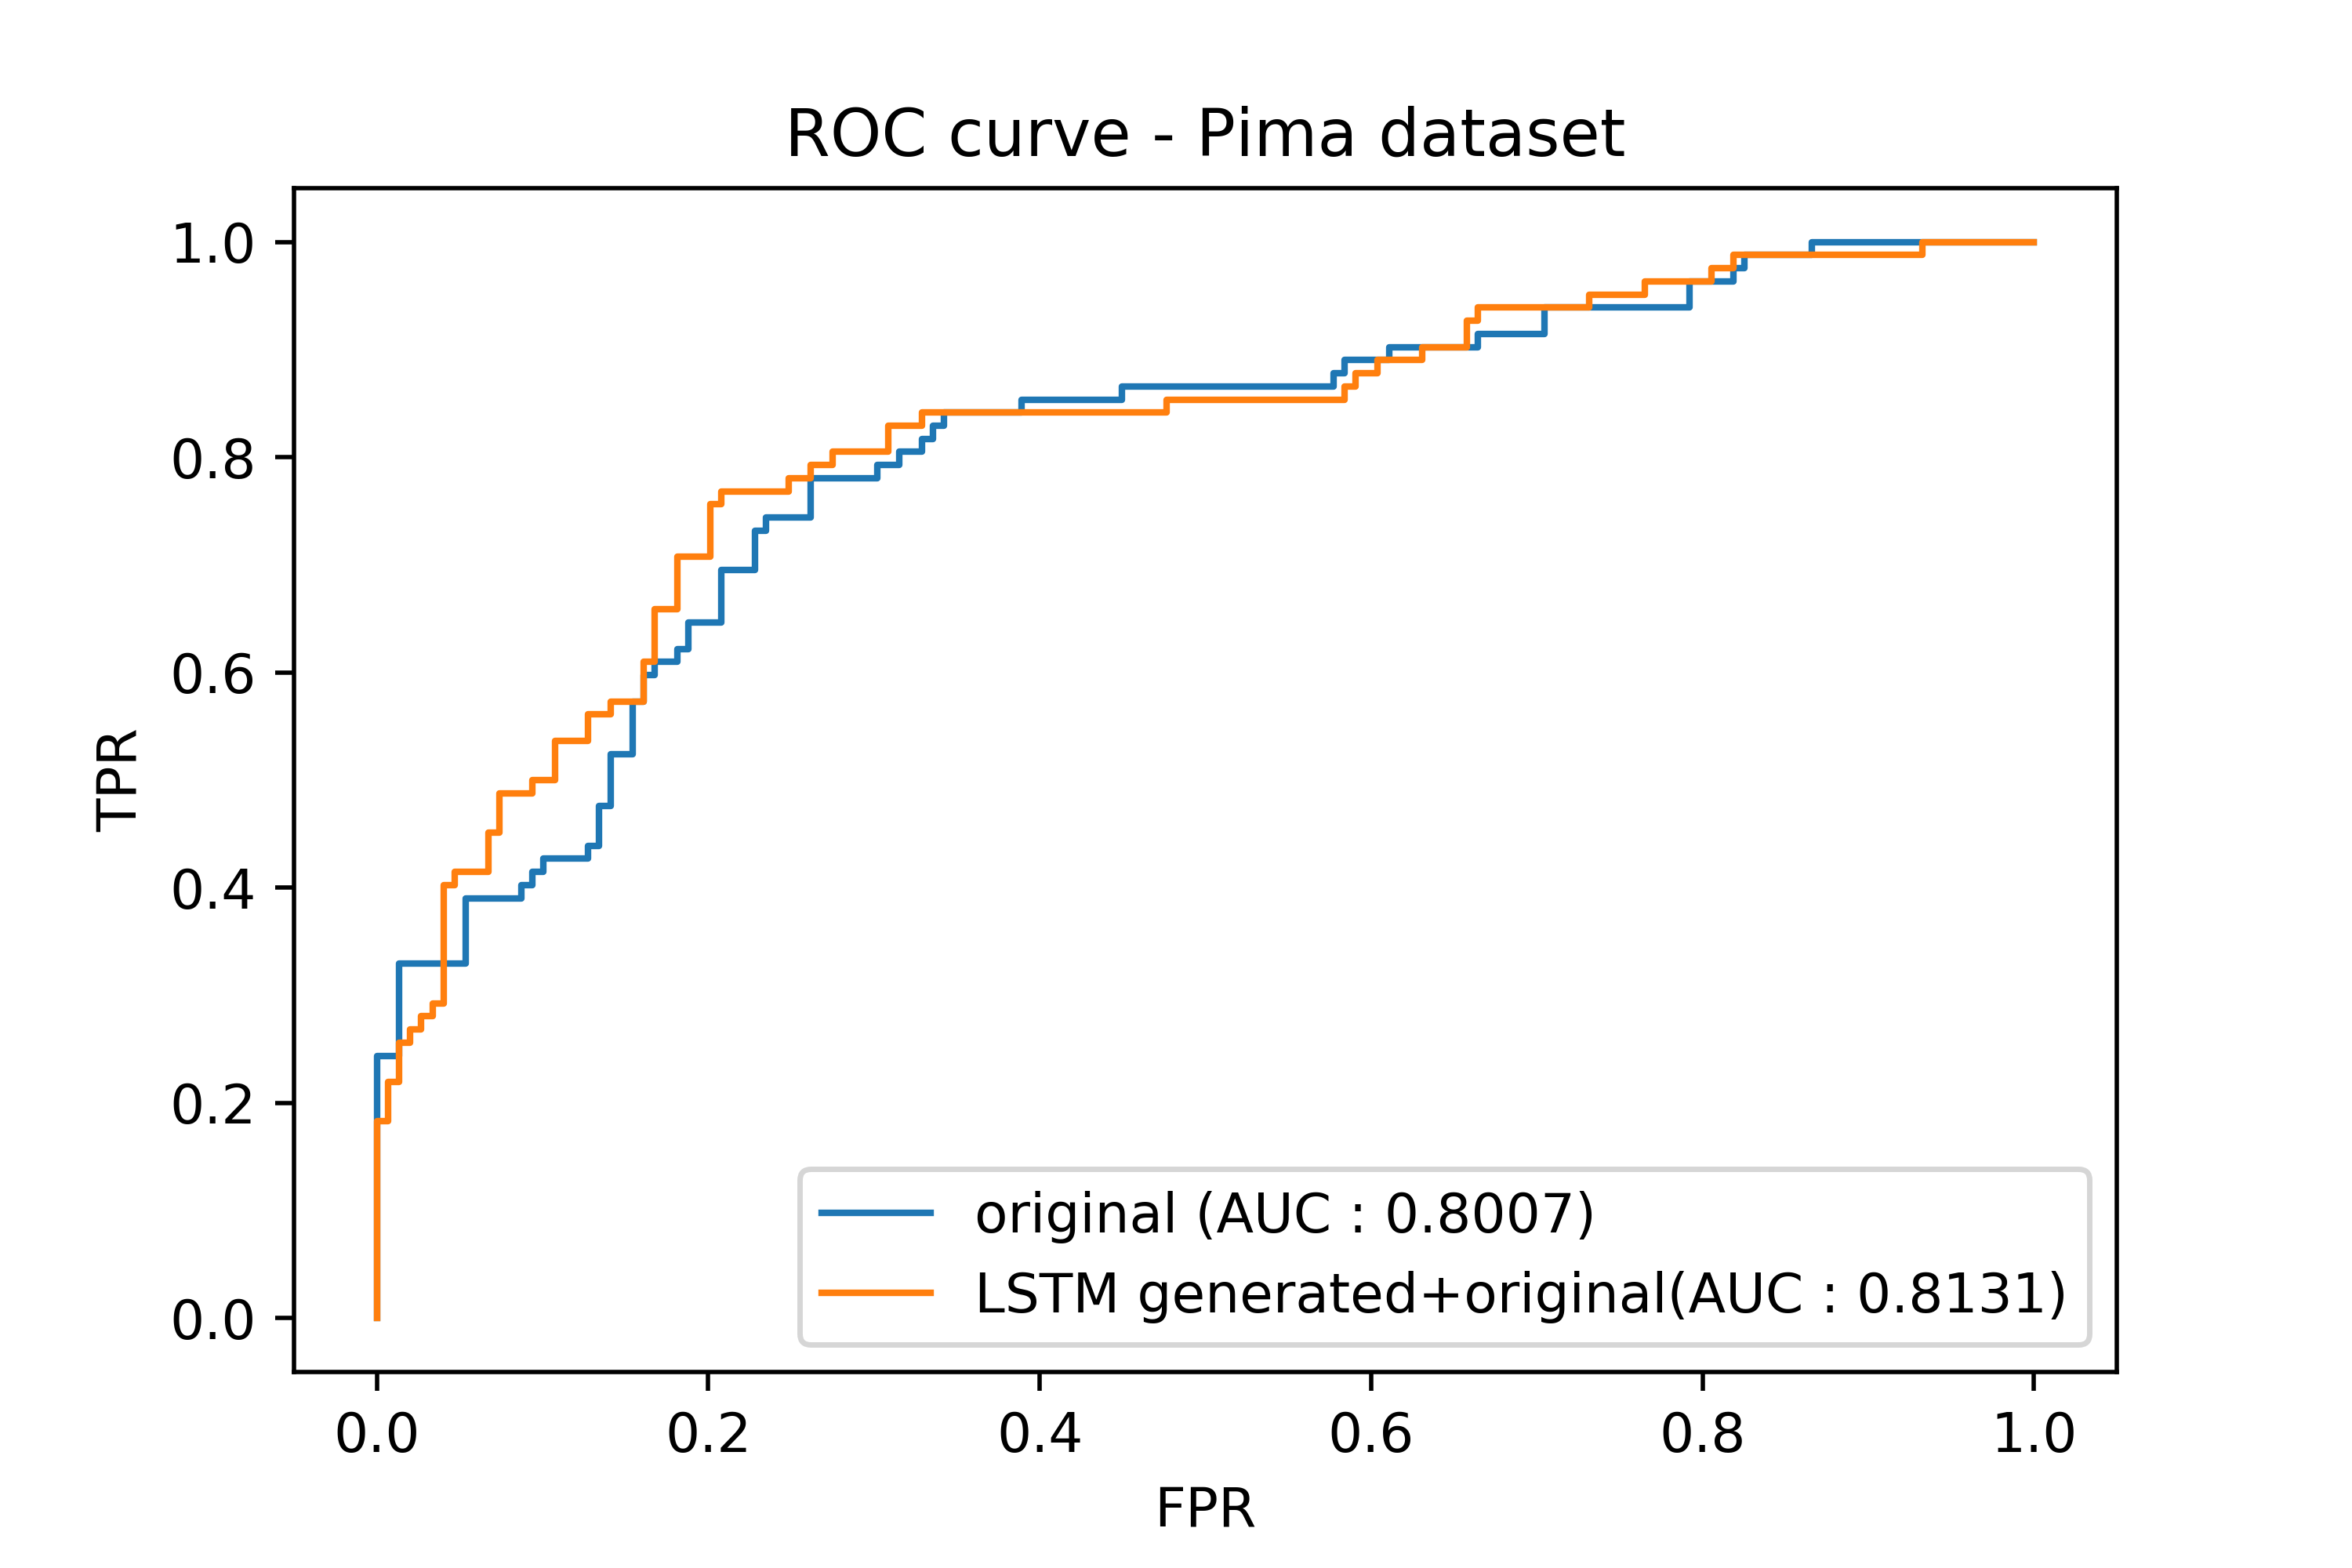 ROC curve - Pima dataset
1.0
0.8
0.6
0.4
0.2
0.0
TPR
original (AUC : 0.8007)
LSTM generated+original(AUC : 0.8131)
0.0 0.2 0.4 0.6 0.8 1.0
FPR